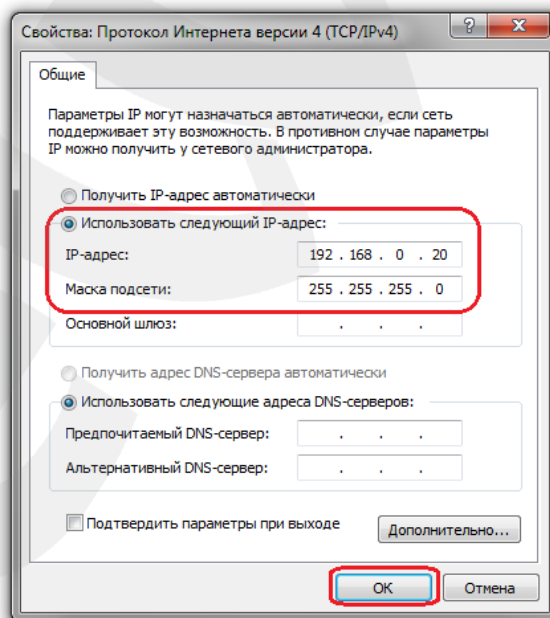 Свойства: Протокол Интернета версии 4 (TCP/IPv4)
Общие
Параметры IP могут назначаться автоматически, если сеть
поддерживает эту возможность. В противном случае параметры
IP можно получить у сетевого администратора.
Получить IP-адрес автоматически
Использовать следующий IP-адрес:
IP-адрес: 192 . 168 . 0 . 20
Маска подсети: 255 . 255 . 255 . 0
Основной шлюз: . . .
Получить адрес DNS-сервера автоматически
Использовать следующие адреса DNS-серверов:
Предпочитаемый DNS-сервер: . . .
Альтернативный DNS-сервер: . . .
Подтвердить параметры при выходе
Дополнительно...
ОК Отмена